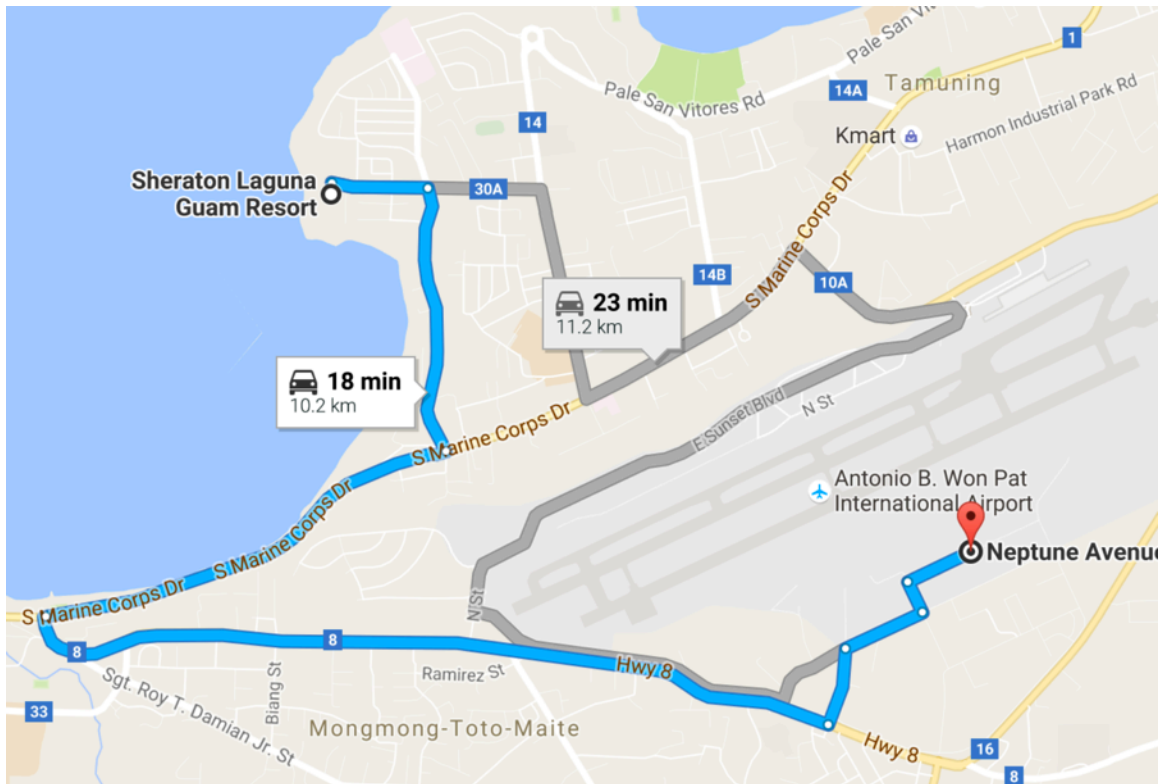 1
Pale San Vitores Rd
14A
Tamuning
Pale San Vitores Rd
Harmon Industrial Park Rd
14
Kmart
Sheraton Laguna
Guam Resort
30A
S Marine Corps Dr
14B
10A
23 min
11.2 km
18 min
10.2 km
S Marine Corps Dr
E Sunset Blvd
N St
Antonio B. Won Pat
International Airport
S Marine Corps Dr
Neptune Avenue
S Marine Corps Dr
N St
8
8
Hwy 8
Ramirez St
Sgt. Roy T. Damian Jr. St
Biang St
33
Mongmong-Toto-Maite
Hwy 8
16
8